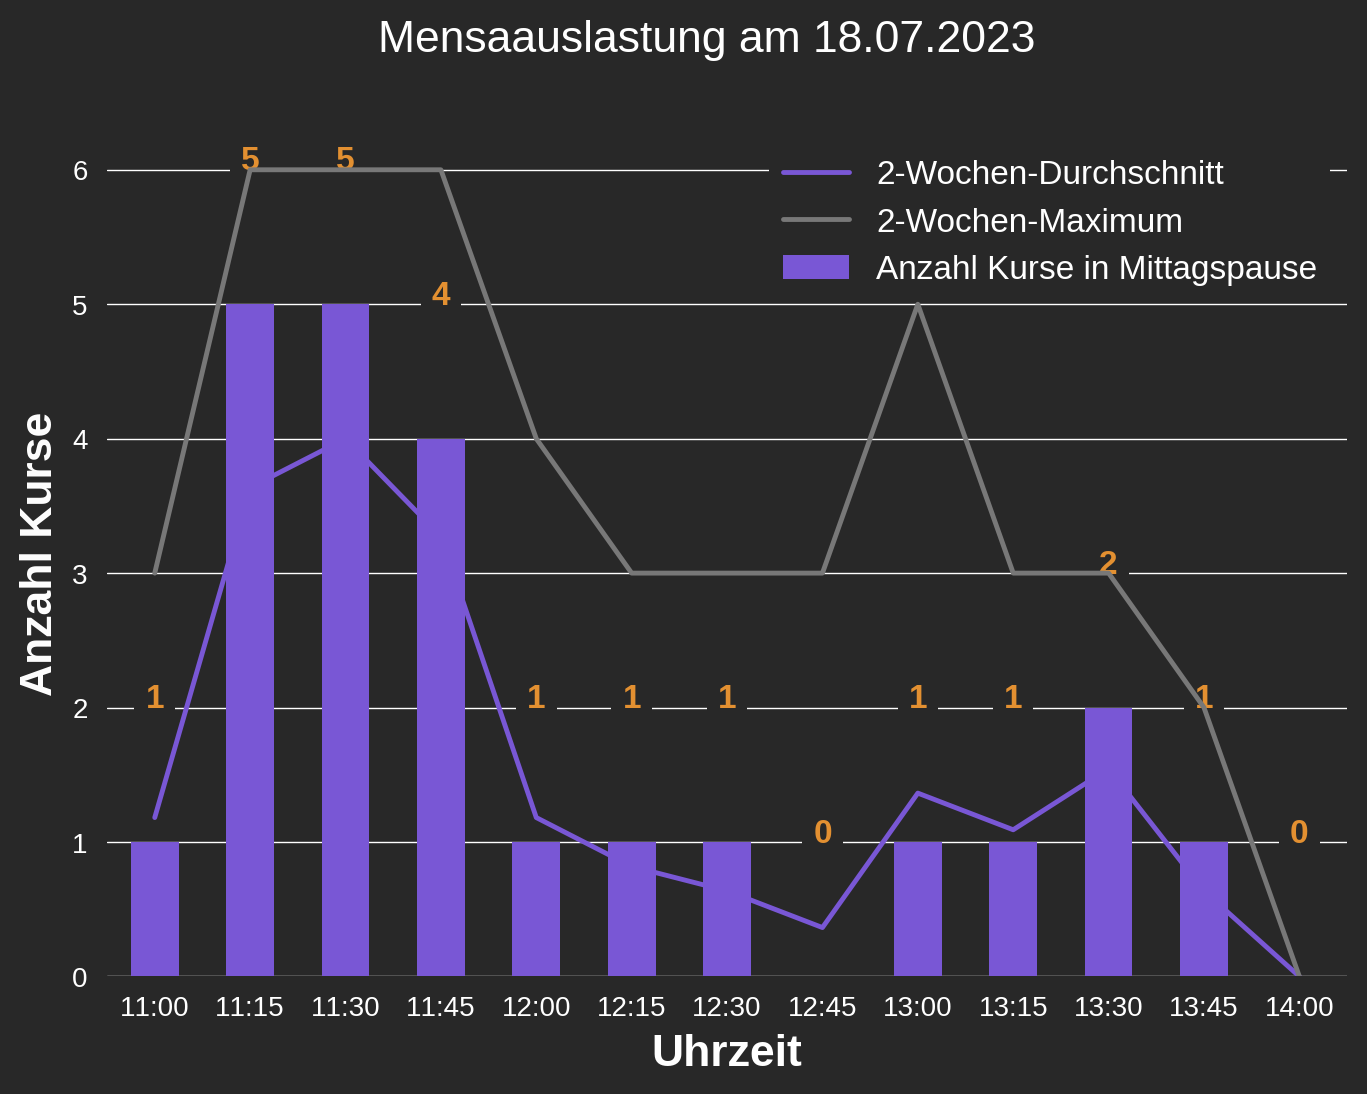 Mensaauslastung am 18.07.2023
2-Wochen-Durchschnitt
2-Wochen-Maximum
Anzahl Kurse in Mittagspause
Anzahl Kurse
6
5
4
3
2
1
0
5 5
4
2
1 1 1 1 1 1 1
0 0
11:00 11:15 11:30 11:45 12:00 12:15 12:30 12:45 13:00 13:15 13:30 13:45 14:00
Uhrzeit